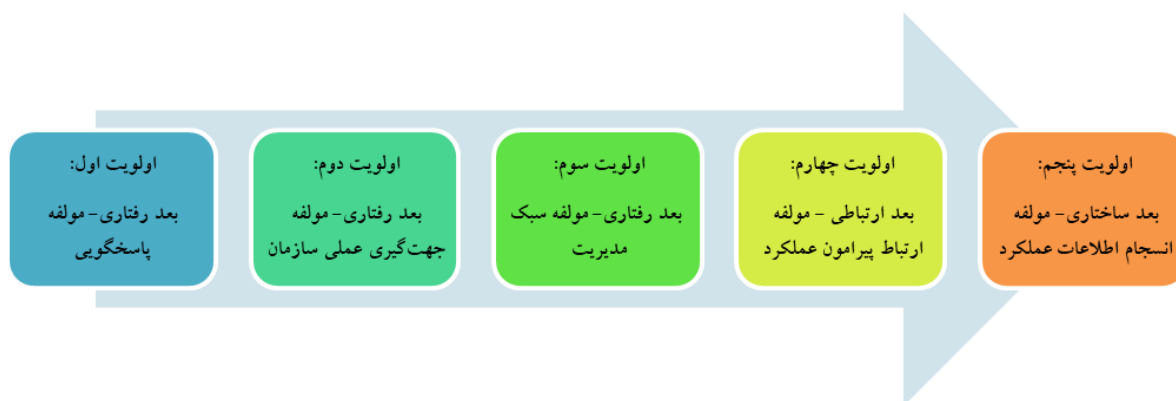 اولویت اول:
بعد رفتاری- مولفه
پاسخگویی
اولویت دوم:
بعد رفتاری- مولفه
جهت‌گیری عملی سازمان
اولویت سوم:
بعد رفتاری- مولفه سبک
مدیریت
اولویت چهارم:
بعد ارتباطی - مولفه
ارتباط پیرامون عملکرد
اولویت پنجم:
بعد ساختاری- مولفه
انسجام اطلاعات عملکرد